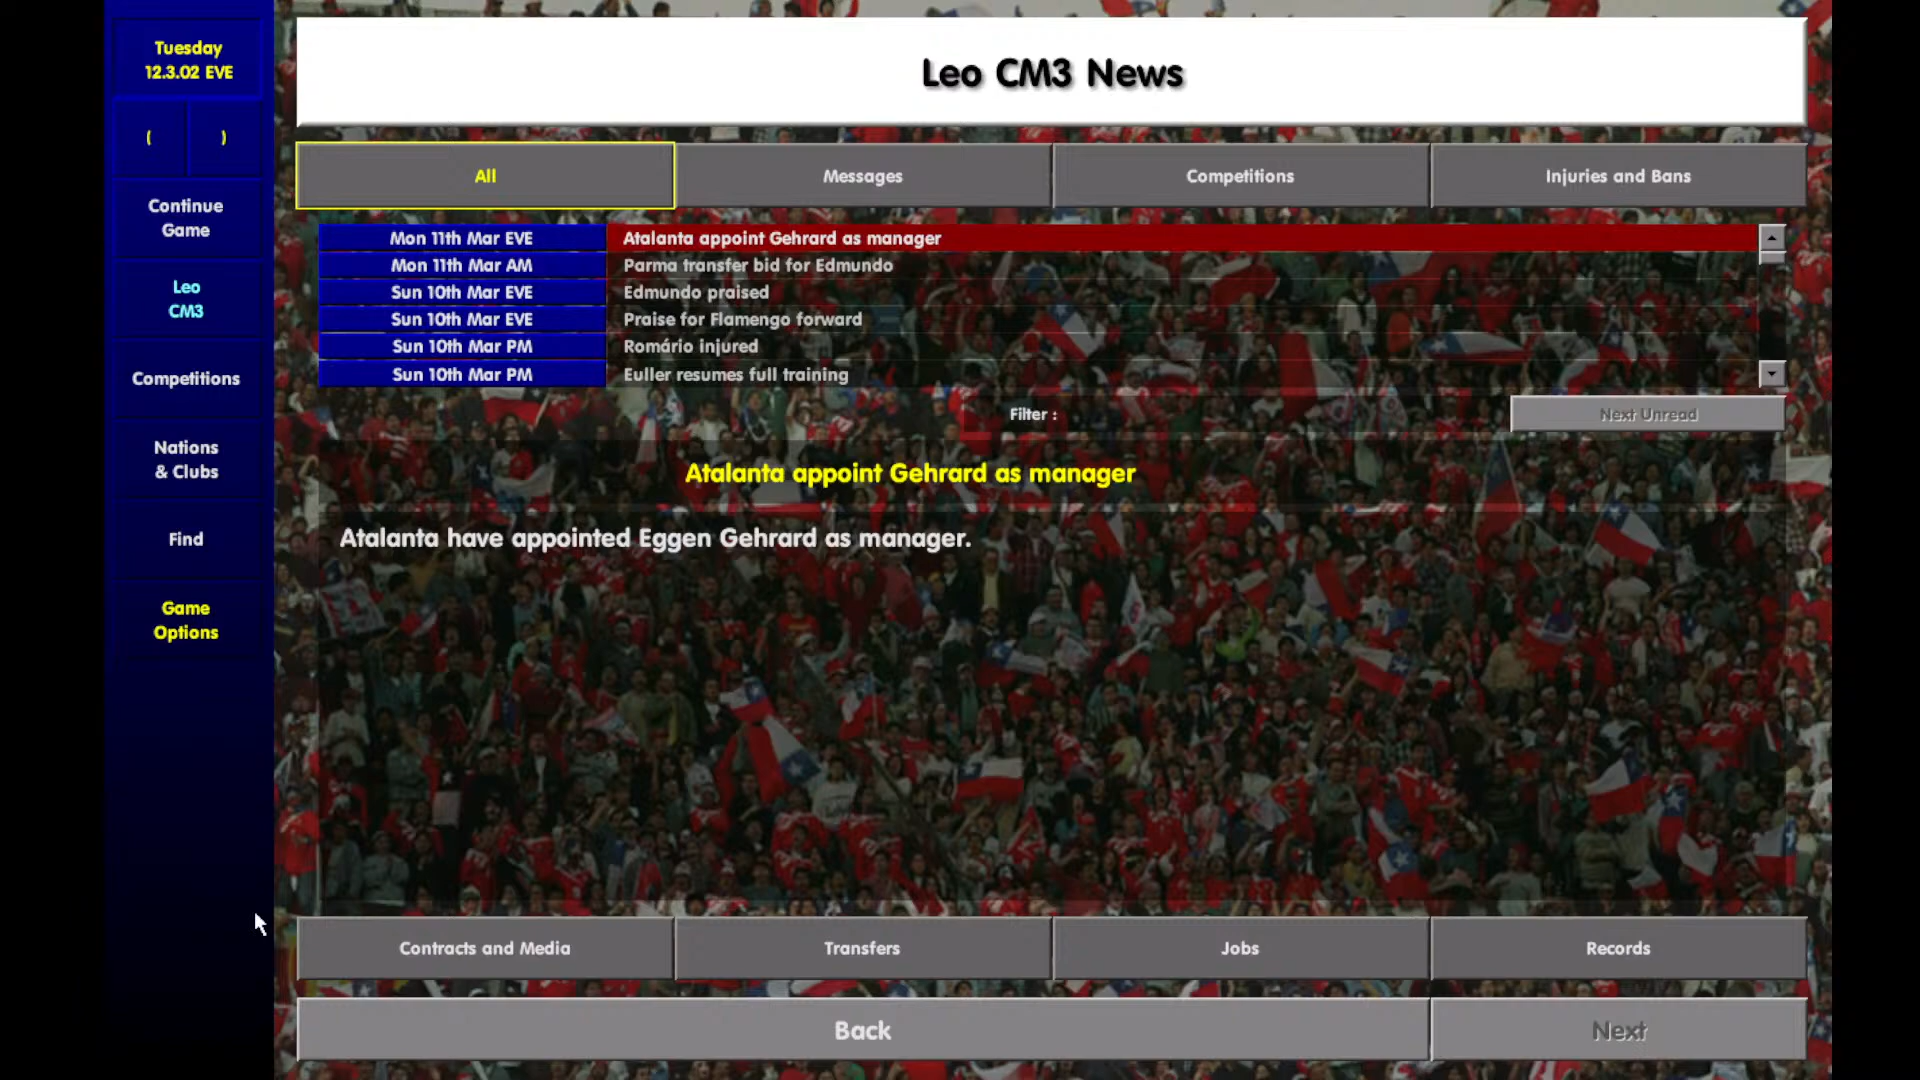 Tuesday
12.3.02 EVE
( )
Continue
Game
Leo
CM3
Competitions
Nations
& Clubs
Find
Game
Options
Leo CM3 News
All Messages Competitions Injuries and Bans
Mon 11th Mar EVE Atalanta appoint Gehrard as manager
Mon 11th Mar AM Parma transfer bid for Edmundo
Sun 10th Mar EVE Edmundo praised
Sun 10th Mar EVE Praise for Flamengo forward
Sun 10th Mar PM Romário injured
Sun 10th Mar PM Euller resumes full training
Filter : Next Unread
Atalanta appoint Gehrard as manager
Atalanta have appointed Eggen Gehrard as manager.
Contracts and Media Transfers Jobs Records
Back Next